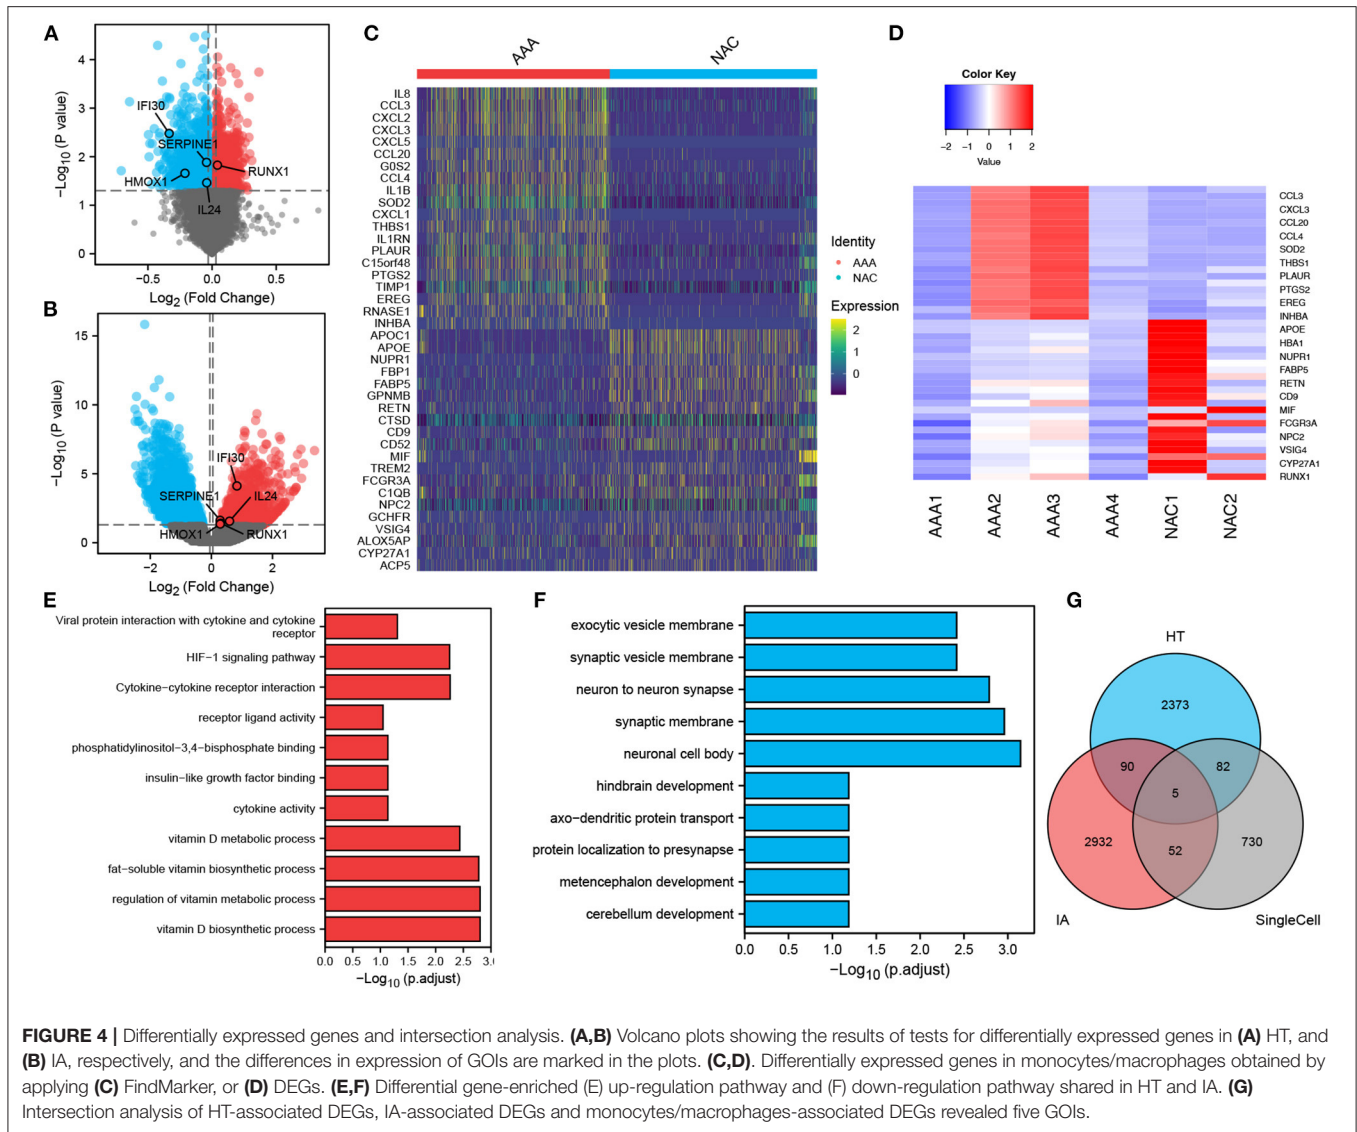 A
4
3
2
1
0
−Log10 (P value)
IFI30
SERPINE1
RUNX1
HMOX1
IL24
−0.5
0.0
0.5
Log2 (Fold Change)
B
15
10
5
0
−Log10 (P value)
IFI30
SERPINE1
IL24
HMOX1
RUNX1
−2
0
2
Log2 (Fold Change)
C
AAA
NAC
IL8
CCL3
CXCL2
CXCL3
CXCL5
CCL20
G0S2
CCL4
IL1B
SOD2
CXCL1
THBS1
IL1RN
PLAUR
C15orf48
PTGS2
TIMP1
EREG
RNASE1
INHBA
APOC1
APOE
NUPR1
FBP1
FABP5
GPNMB
RETN
CTSD
CD9
CD52
MIF
TREM2
FCGR3A
C1QB
NPC2
GCHFR
VSIG4
ALOX5AP
CYP27A1
ACP5
Identity
AAA
NAC
Expression
2
1
0
D
Color Key
−2 −1 0 1 2
Value
CCL3
CXCL3
CCL20
CCL4
SOD2
THBS1
PLAUR
PTGS2
EREG
INHBA
APOE
HBA1
NUPR1
FABP5
RETN
CD9
MIF
FCGR3A
NPC2
VSIG4
CYP27A1
RUNX1
AAA1
AAA2
AAA3
AAA4
NAC1
NAC2
E
Viral protein interaction with cytokine and cytokine
receptor
HIF−1 signaling pathway
Cytokine−cytokine receptor interaction
receptor ligand activity
phosphatidylinositol−3,4−bisphosphate binding
insulin−like growth factor binding
cytokine activity
vitamin D metabolic process
fat−soluble vitamin biosynthetic process
regulation of vitamin metabolic process
vitamin D biosynthetic process
0.0 0.5 1.0 1.5 2.0 2.5 3.0
−Log10 (p.adjust)
F
exocytic vesicle membrane
synaptic vesicle membrane
neuron to neuron synapse
synaptic membrane
neuronal cell body
hindbrain development
axo−dendritic protein transport
protein localization to presynapse
metencephalon development
cerebellum development
0.0 0.5 1.0 1.5 2.0 2.5 3.0
−Log10 (p.adjust)
G
HT
2373
90
82
5
2932
52
730
IA
SingleCell
FIGURE 4 | Differentially expressed genes and intersection analysis. (A,B) Volcano plots showing the results of tests for differentially expressed genes in (A) HT, and
(B) IA, respectively, and the differences in expression of GOIs are marked in the plots. (C,D). Differentially expressed genes in monocytes/macrophages obtained by
applying (C) FindMarker, or (D) DEGs. (E,F) Differential gene-enriched (E) up-regulation pathway and (F) down-regulation pathway shared in HT and IA. (G)
Intersection analysis of HT-associated DEGs, IA-associated DEGs and monocytes/macrophages-associated DEGs revealed five GOIs.